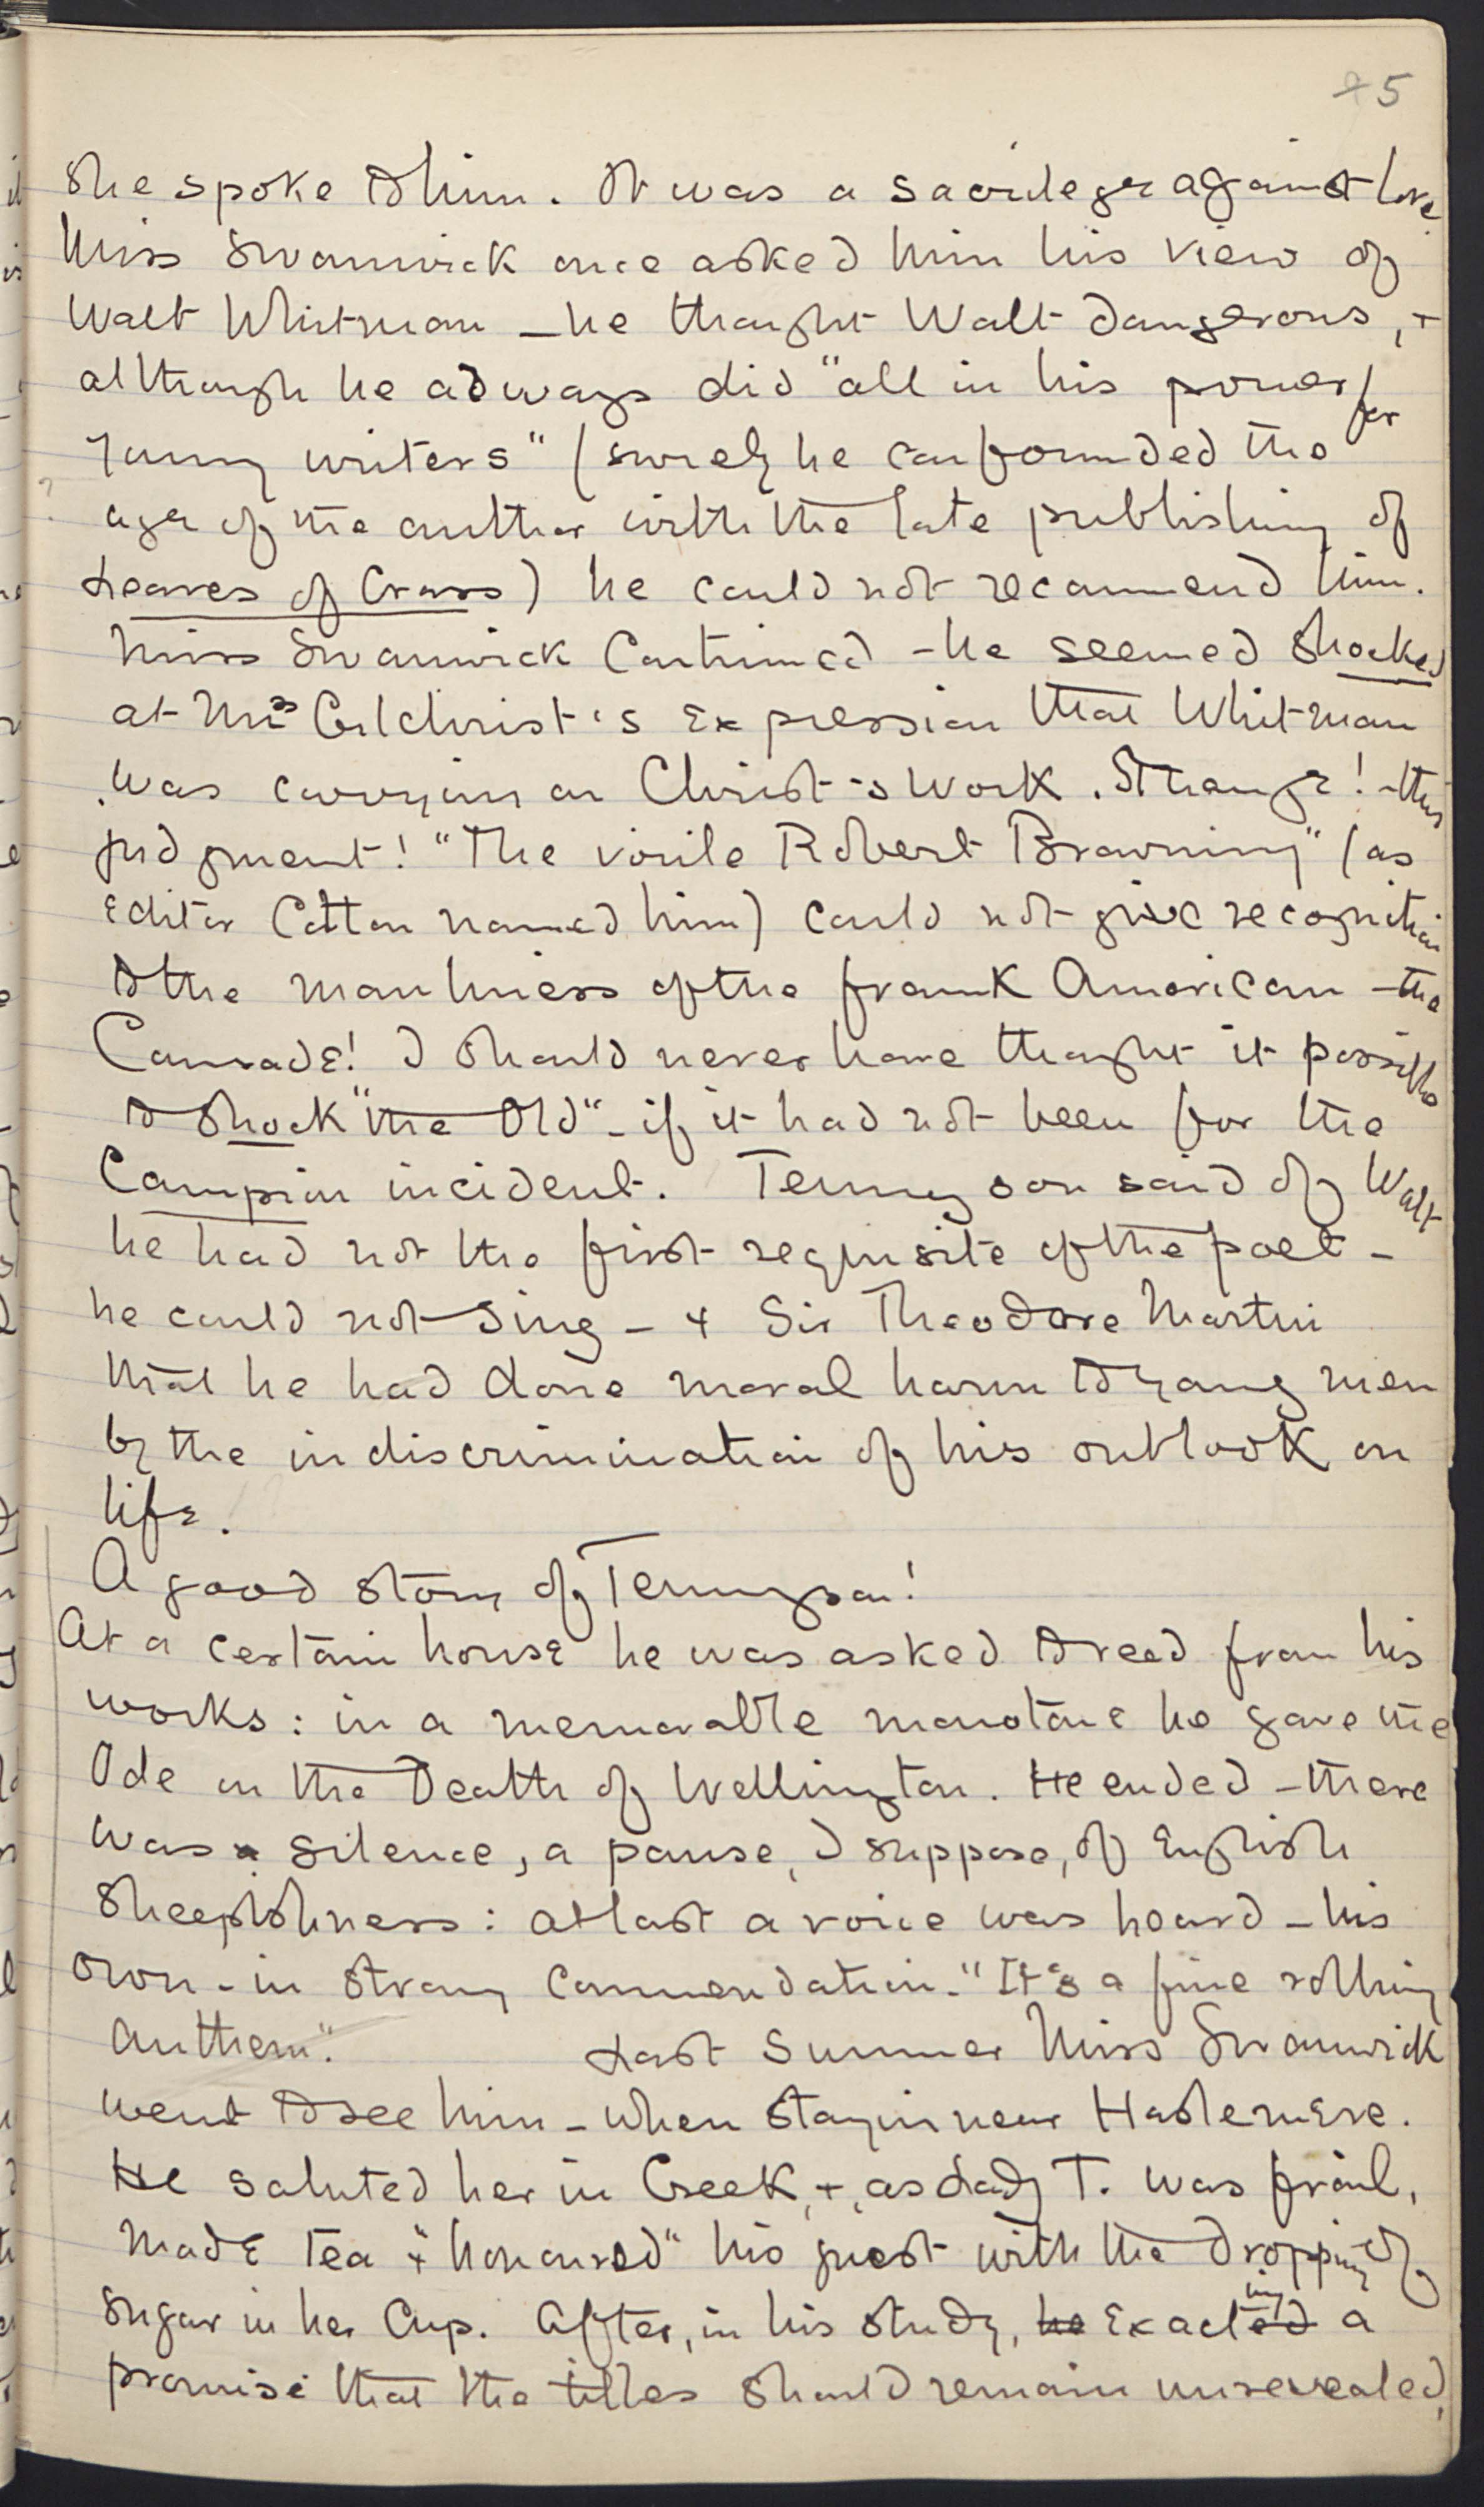 25
she spoke to him. It was a sacrilege against love
Miss Swanwick once asked him his view of
Walt Whitman – he thought Walt dangerous, +
although he adways did "all in his power for
young writers" (surely he confounded the
? age of the author with the late publishing of
Leaves of Grass) he could not recommend him.
Miss Swanwick continued – he seemed shocked
at Mrs Gilchrist's expression that Whitman
was carrying on Christ's work. Strange! – this
judgment! "The virile Robert Browning" (as
Editor Cotton named him) could not give recognition
to the manliness of the frank American – the
Camrade! I should never have thought it possible
to shock "the Old" – if it had not been for the
Campion incident. Tennyson said of Walt
he had not the first requisite of the poet –
he could not sing – + Sir Theodore Martin
that he had done moral harm to young men
by the indiscrimination of his outlook on
life.
A good story of Tennyson!
At a certain house he was asked to read from his
works: in a memorable monotone he gave the
Ode on the Death of Wellington. He ended – there
was a silence, a pause, I suppose, of English
sheepishness: at last a voice was heard – his
own – in strong commendation – "It's a fine rolling
anthem".
Last Summer Miss Swanwick
went to see him – when staying near Haslemere.
He saluted her in Greek, +, as Lady T. was frail,
made tea + "honoured" his guest with the dropping of
sugar in her cup. After, in his study, he exacted ing a
promise that the titles should remain unrevealed,